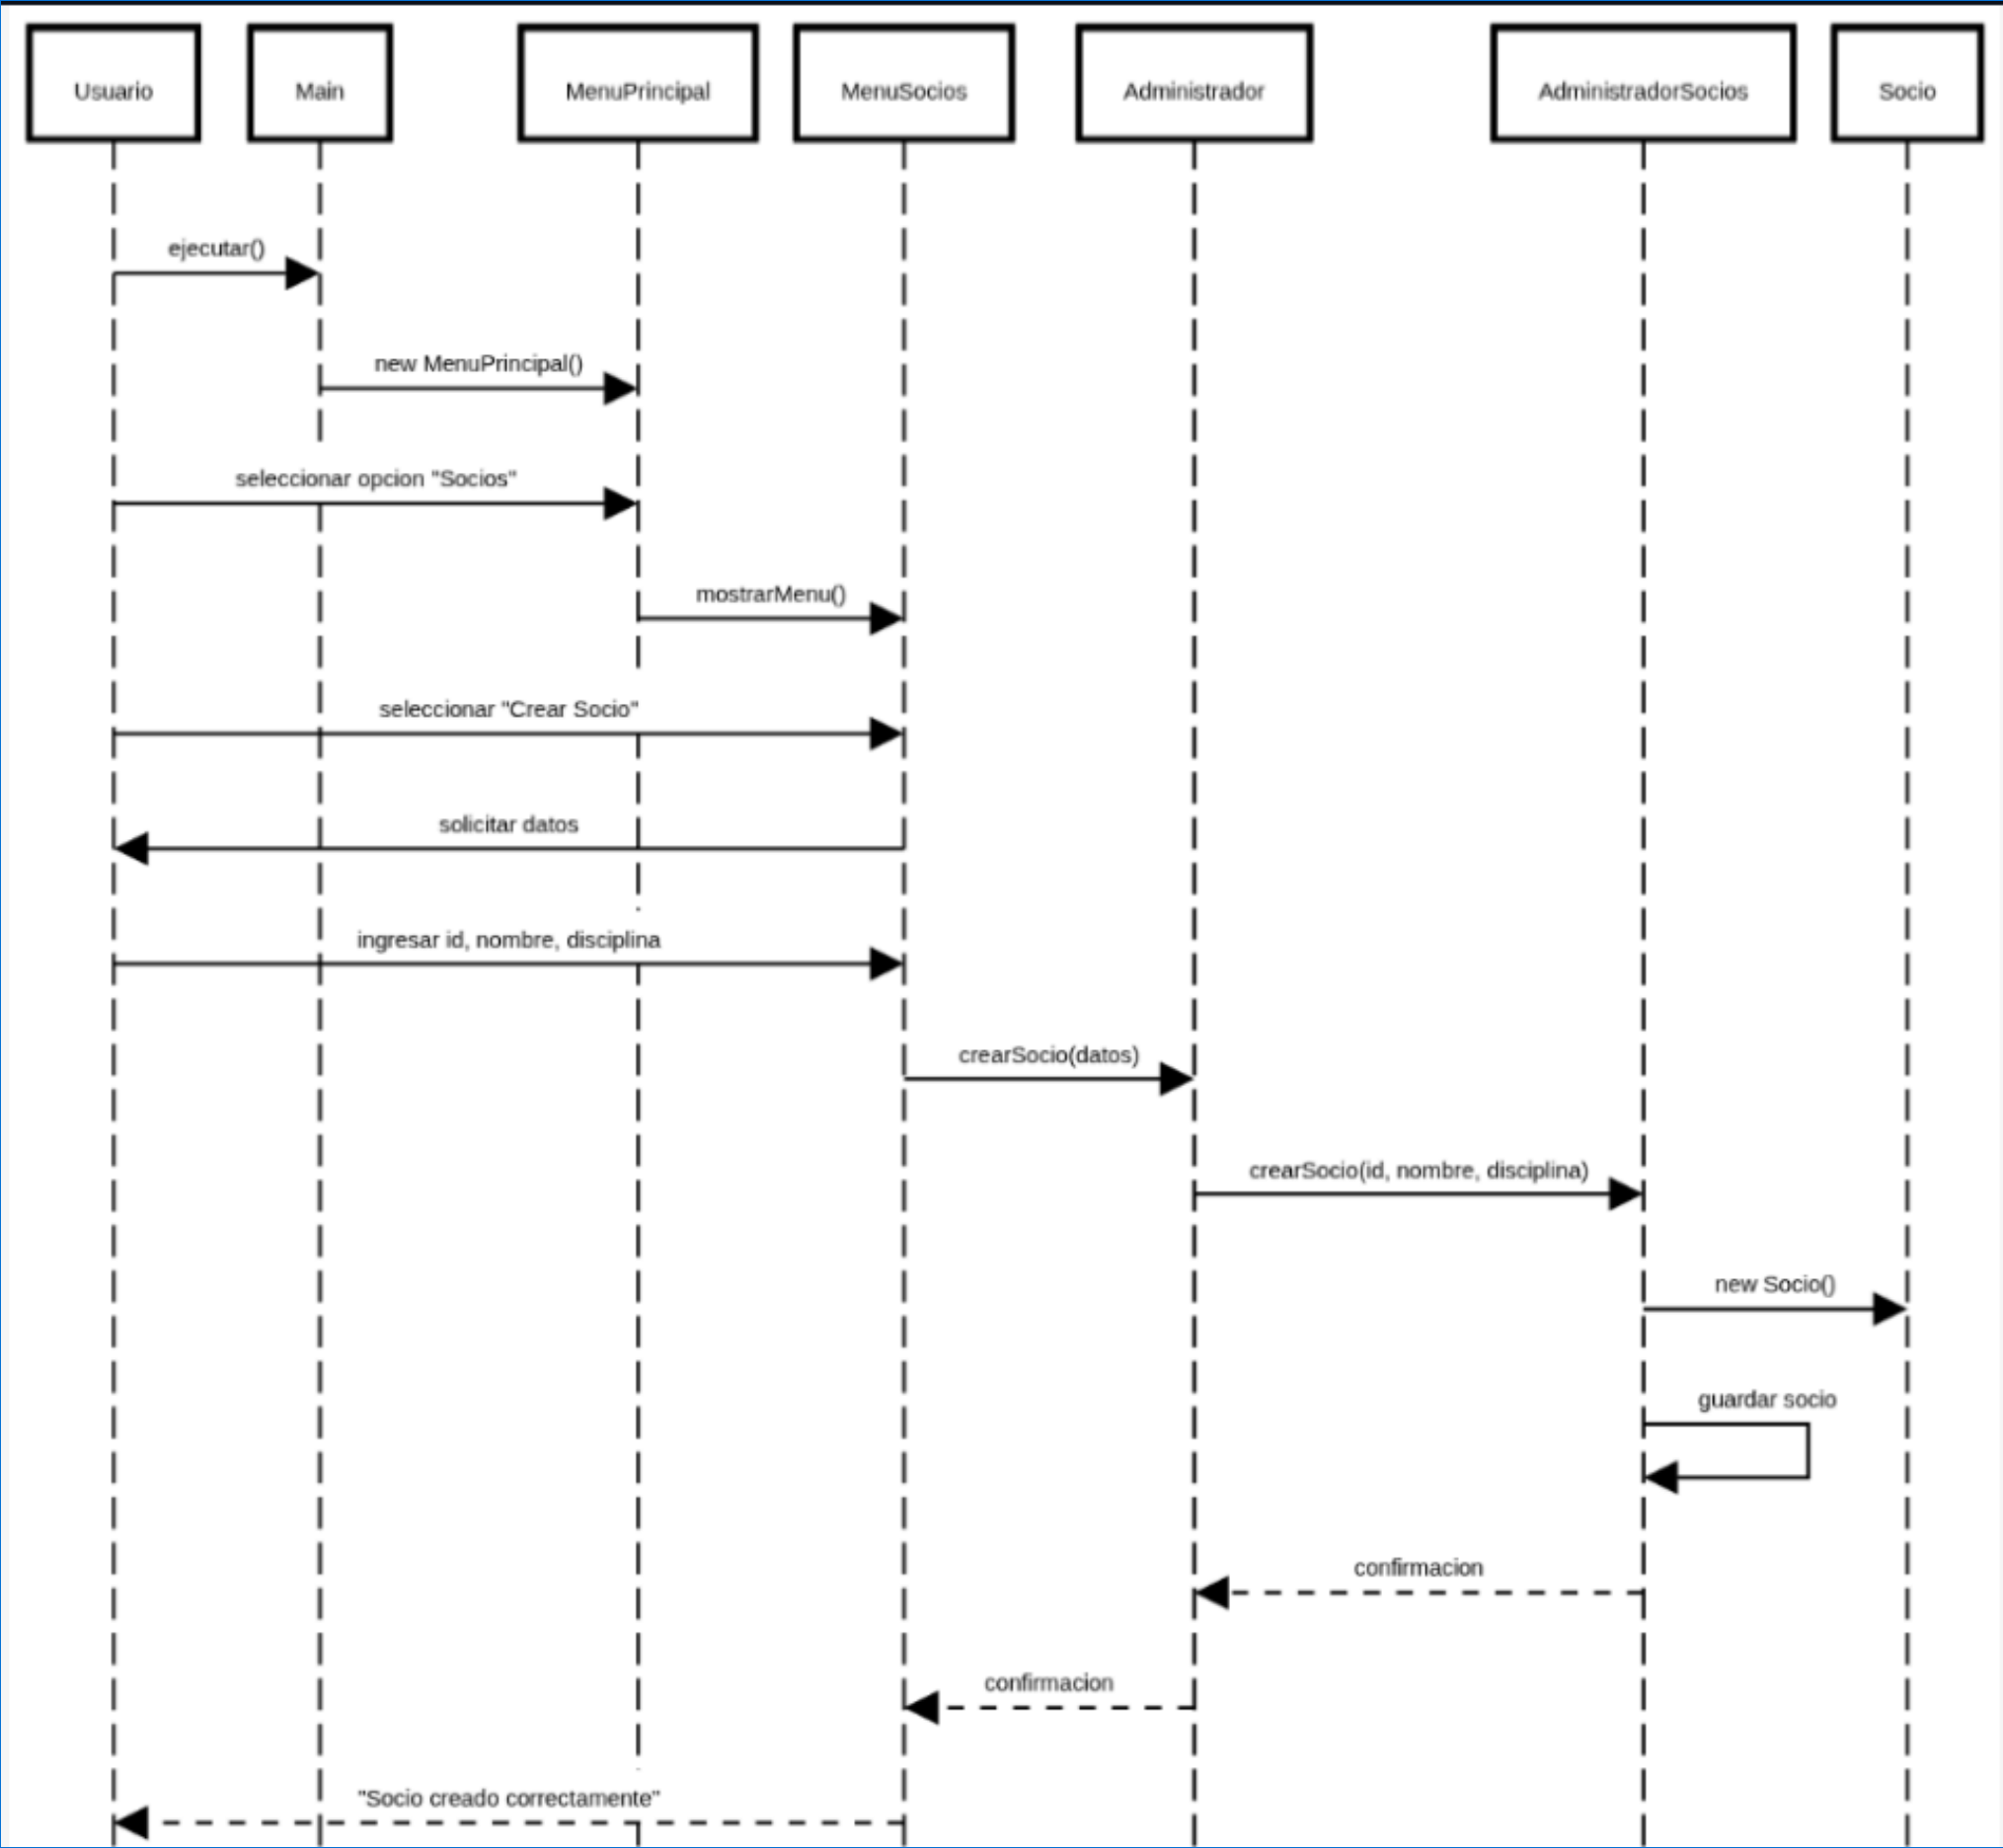 Usuario
Main
MenuPrincipal
MenuSocios
Administrador
AdministradorSocios
Socio
ejecutar()
new MenuPrincipal()
seleccionar opcion "Socios"
mostrarMenu()
seleccionar "Crear Socio"
solicitar datos
ingresar id, nombre, disciplina
crearSocio(datos)
crearSocio(id, nombre, disciplina)
new Socio()
guardar socio
confirmacion
confirmacion
"Socio creado correctamente"